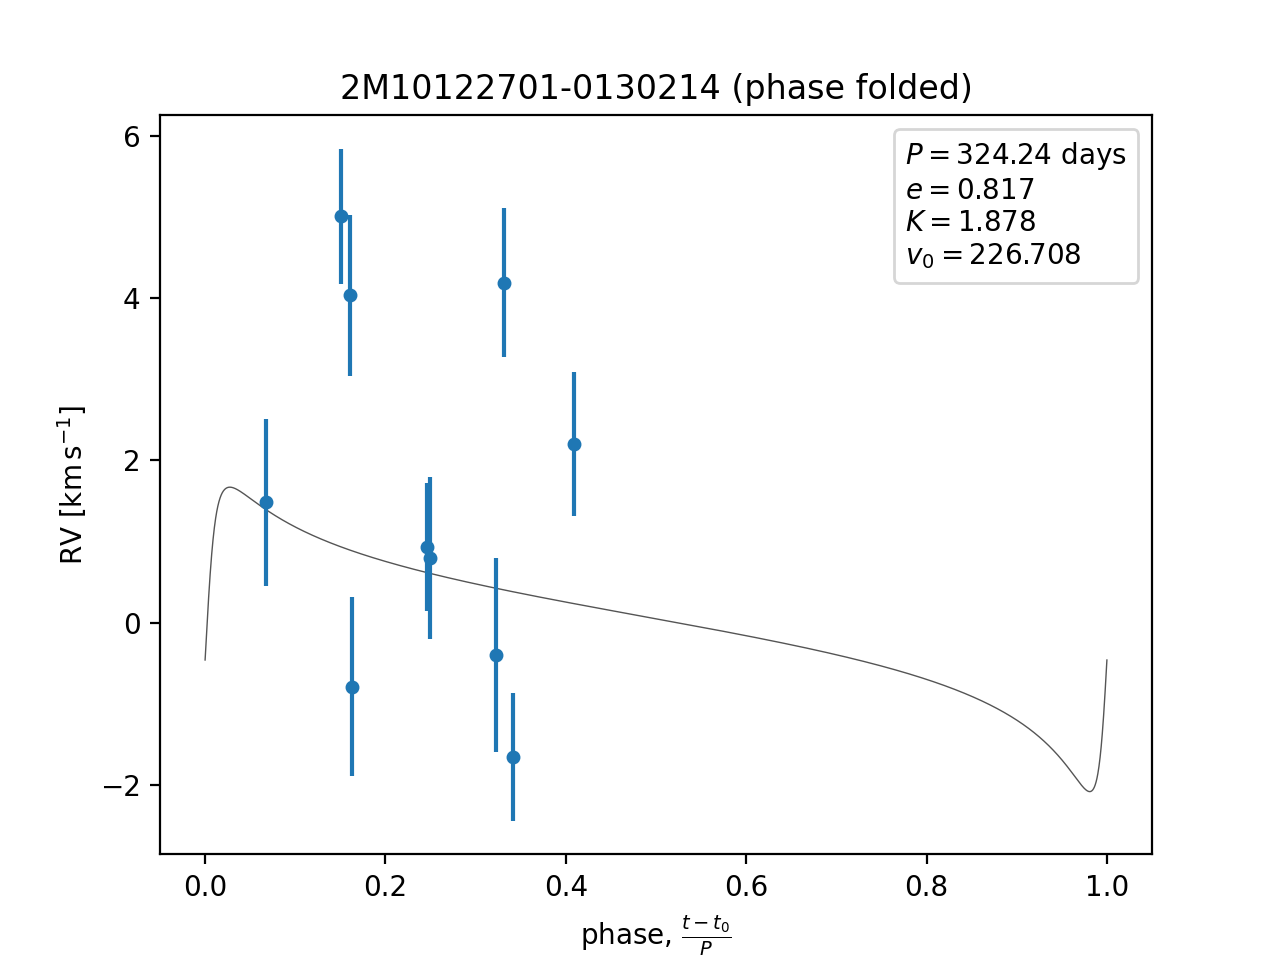 2M10122701-0130214 (phase folded)
P = 324.24 days
e = 0.817
K = 1.878
v₀ = 226.708
6
4
2
0
−2
RV [km s⁻¹]
0.0 0.2 0.4 0.6 0.8 1.0
phase, (t − t₀)/P